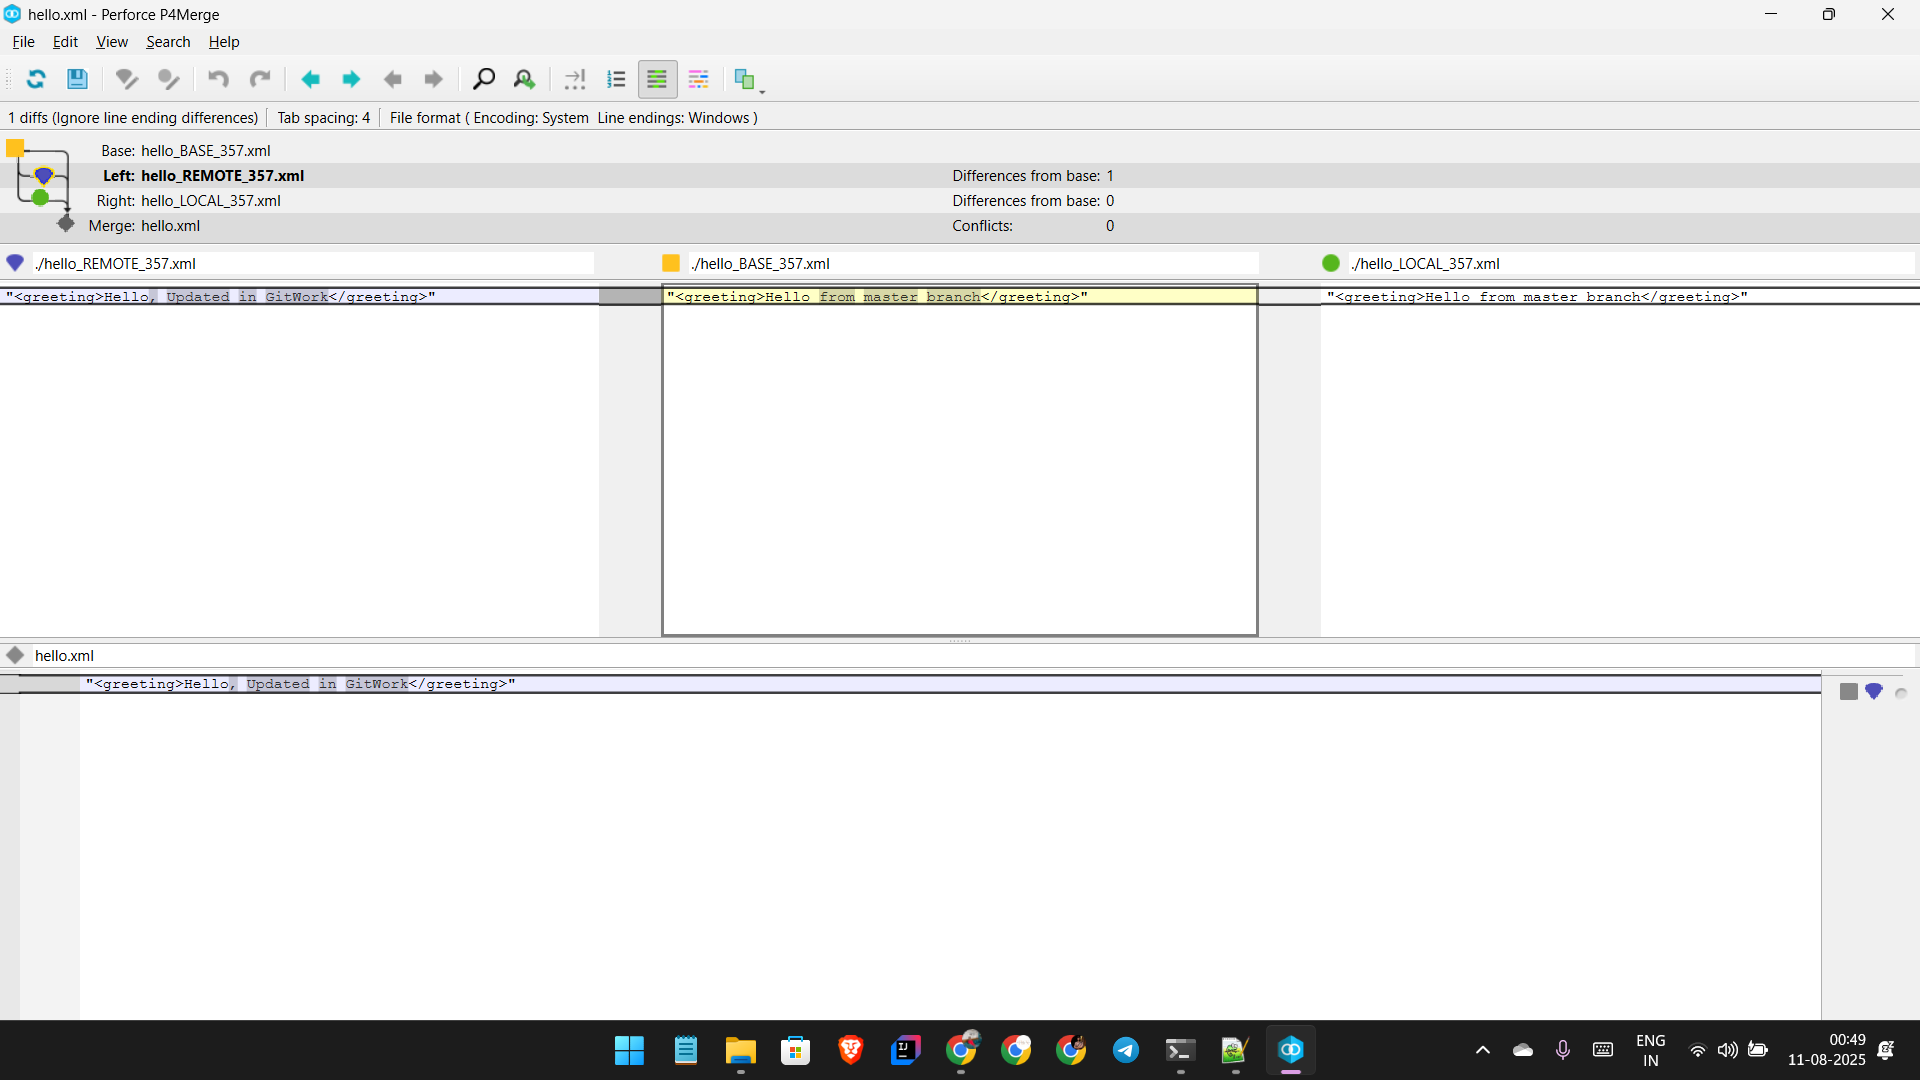 hello.xml - Perforce P4Merge
File Edit View Search Help
1 diffs (Ignore line ending differences) Tab spacing: 4 File format ( Encoding: System Line endings: Windows )
Base: hello_BASE_357.xml
Left: hello_REMOTE_357.xml Differences from base: 1
Right: hello_LOCAL_357.xml Differences from base: 0
Merge: hello.xml Conflicts: 0
./hello_REMOTE_357.xml ./hello_BASE_357.xml ./hello_LOCAL_357.xml
"<greeting>Hello, Updated in GitWork</greeting>" "<greeting>Hello from master branch</greeting>" "<greeting>Hello from master branch</greeting>"
hello.xml
"<greeting>Hello, Updated in GitWork</greeting>"
ENG 00:49
IN 11-08-2025